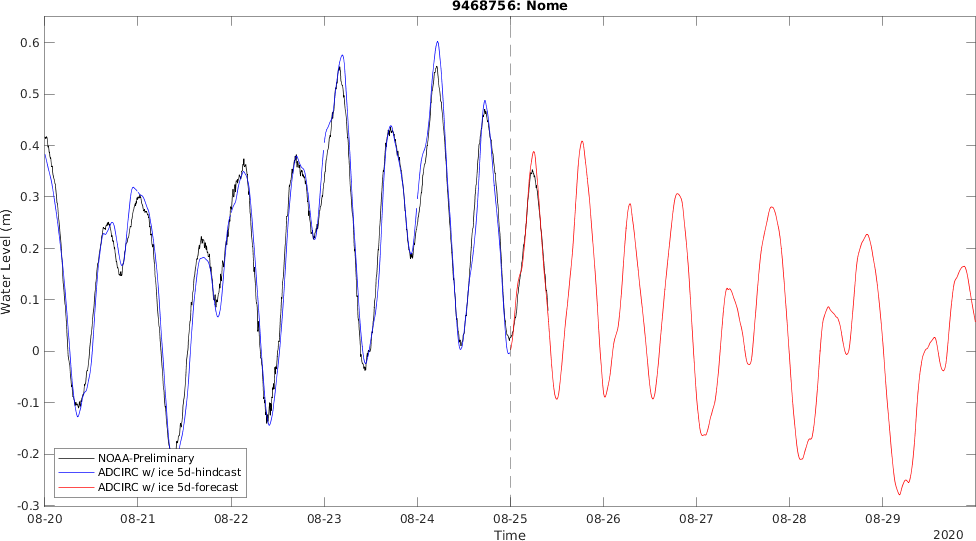 9468756: Nome
Water Level (m)
0.6
0.5
0.4
0.3
0.2
0.1
0
-0.1
-0.2
-0.3
NOAA-Preliminary
ADCIRC w/ ice 5d-hindcast
ADCIRC w/ ice 5d-forecast
08-20 08-21 08-22 08-23 08-24 08-25 08-26 08-27 08-28 08-29
Time
2020